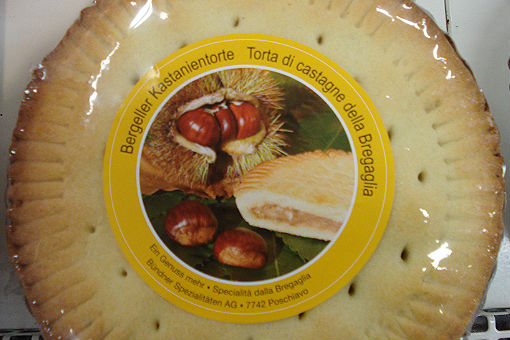 Bergeller Kastanientorte Torta di castagne della Bregaglia
Ein Genuss mehr • Specialità dalla Bregaglia
Bündner Spezialitäten AG • 7742 Poschiavo